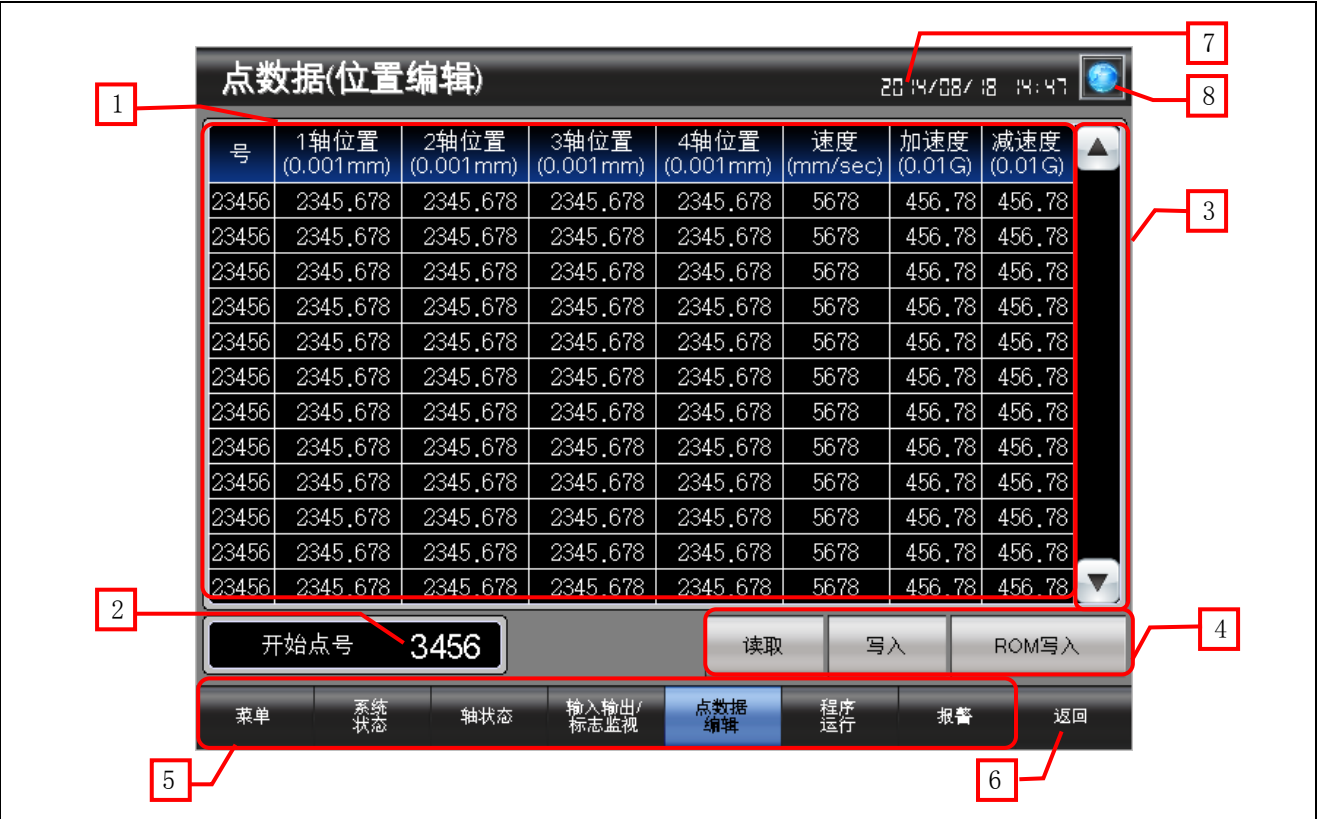 7
点数据(位置编辑)
2014/08/18 14:47
1
8
号 1轴位置 2轴位置 3轴位置 4轴位置 速度 加速度 减速度
(0.001mm) (0.001mm) (0.001mm) (0.001mm) (mm/sec) (0.01G) (0.01G)
▲
23456 2345.678 2345.678 2345.678 2345.678 5678 456.78 456.78
3
23456 2345.678 2345.678 2345.678 2345.678 5678 456.78 456.78
23456 2345.678 2345.678 2345.678 2345.678 5678 456.78 456.78
23456 2345.678 2345.678 2345.678 2345.678 5678 456.78 456.78
23456 2345.678 2345.678 2345.678 2345.678 5678 456.78 456.78
23456 2345.678 2345.678 2345.678 2345.678 5678 456.78 456.78
23456 2345.678 2345.678 2345.678 2345.678 5678 456.78 456.78
23456 2345.678 2345.678 2345.678 2345.678 5678 456.78 456.78
23456 2345.678 2345.678 2345.678 2345.678 5678 456.78 456.78
23456 2345.678 2345.678 2345.678 2345.678 5678 456.78 456.78
23456 2345.678 2345.678 2345.678 2345.678 5678 456.78 456.78
23456 2345.678 2345.678 2345.678 2345.678 5678 456.78 456.78
▼
2
开始点号 3456
读取 写入 ROM写入
4
菜单
系统
状态
轴状态
输入输出/
标志监视
点数据
编辑
程序
运行
报警
返回
5
6